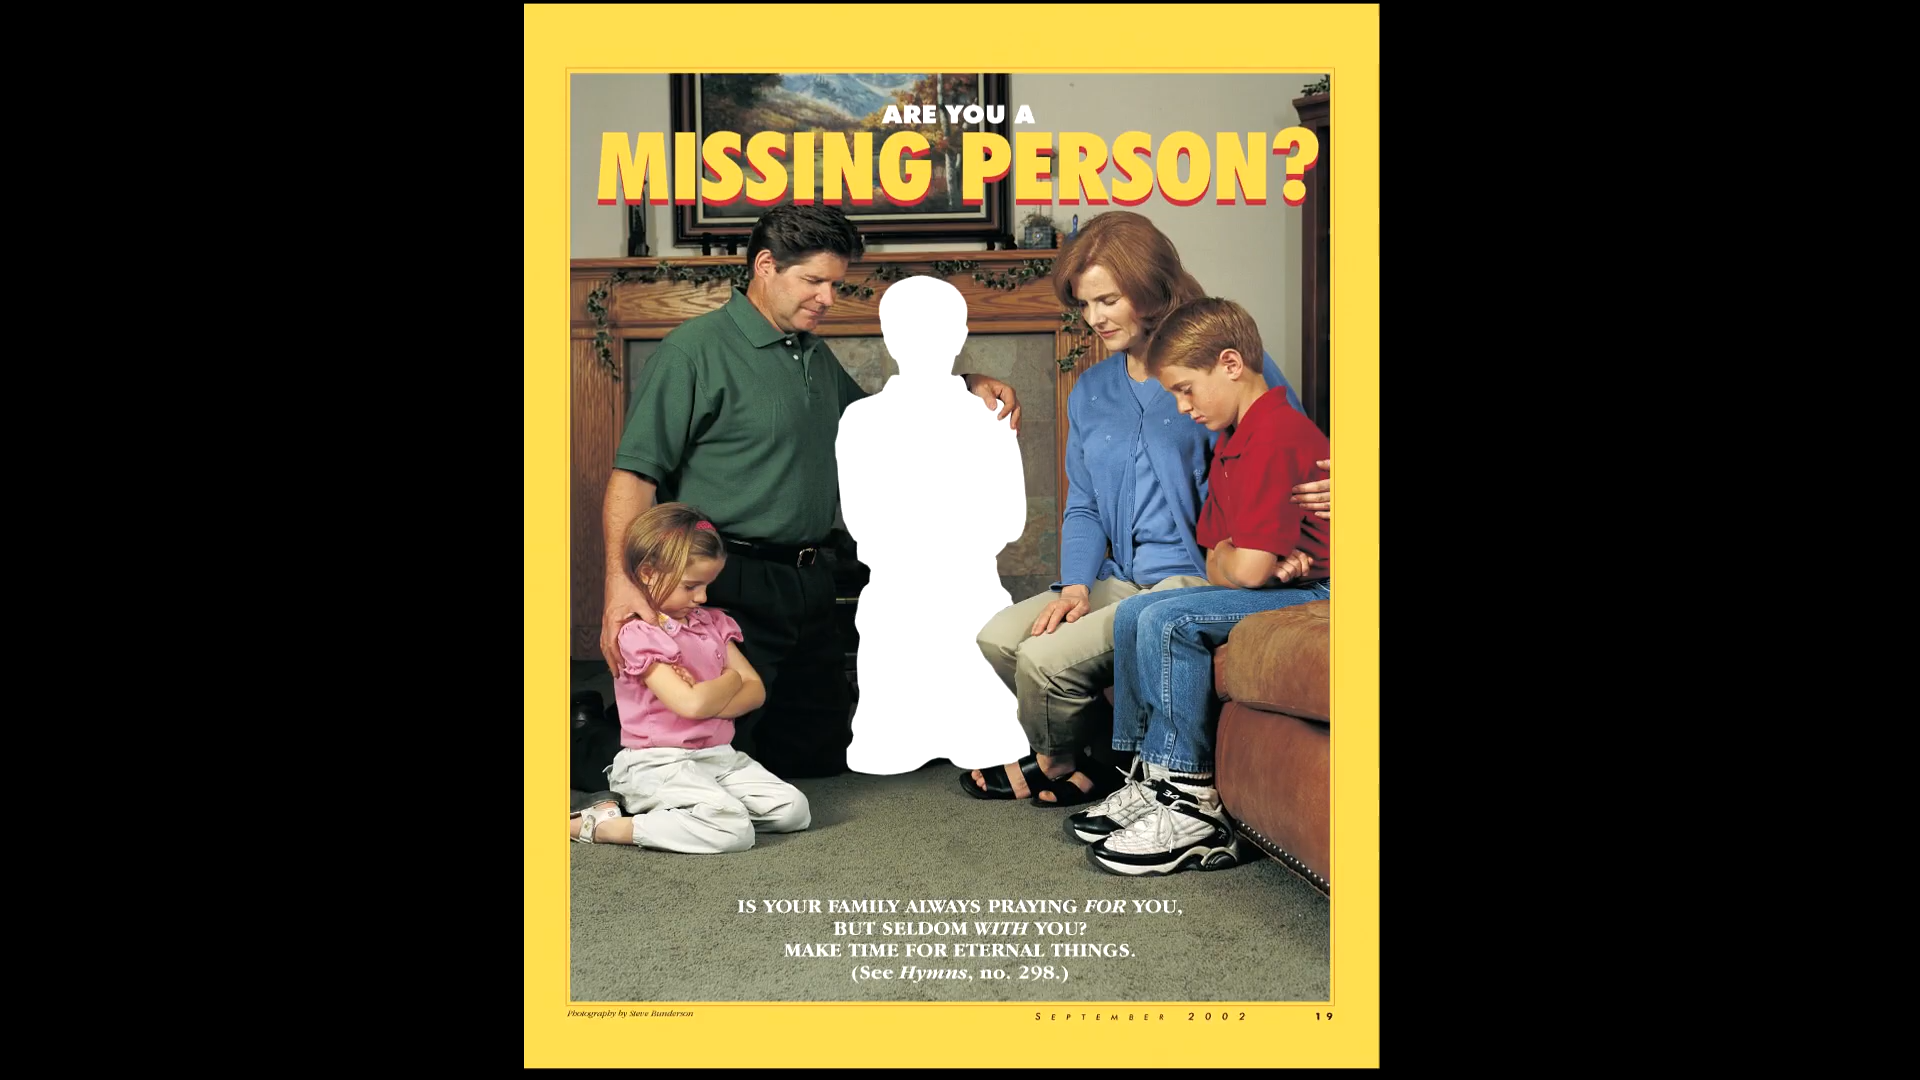 ARE YOU A
MISSING PERSON?
IS YOUR FAMILY ALWAYS PRAYING FOR YOU,
BUT SELDOM WITH YOU?
MAKE TIME FOR ETERNAL THINGS.
(See Hymns, no. 298.)
Photography by Steve Bunderson
SEPTEMBER 2002 19